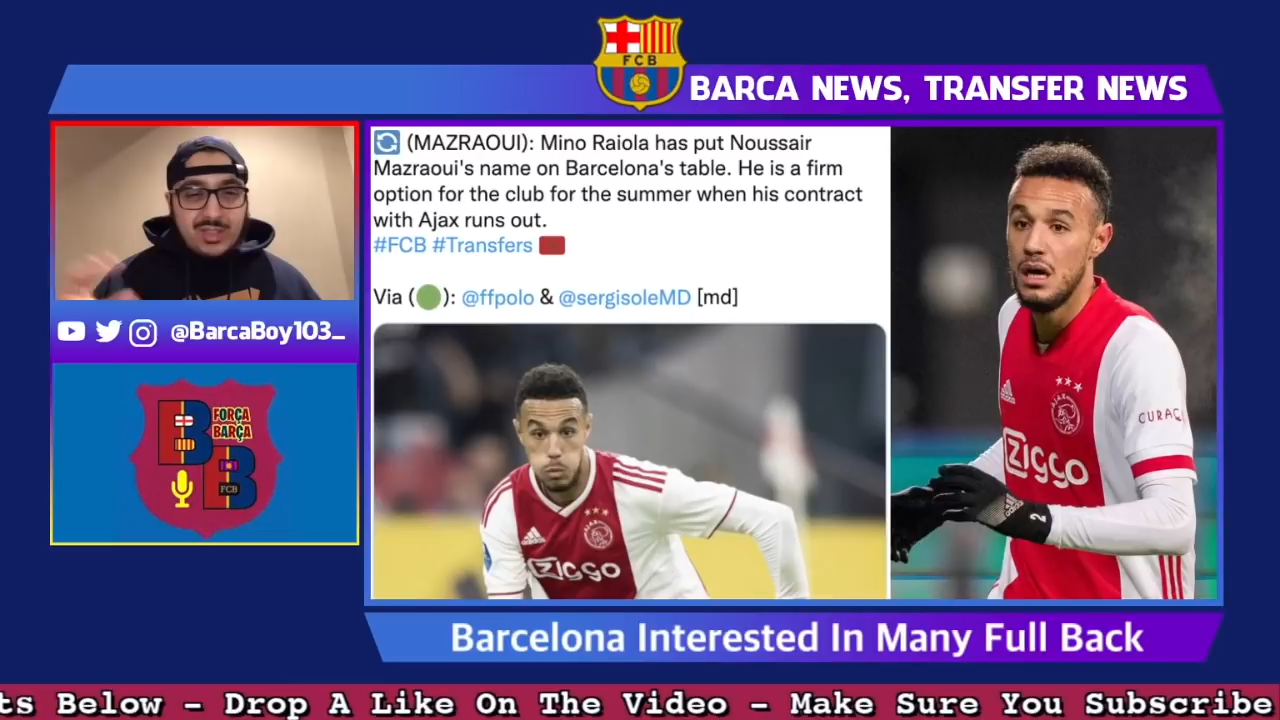 FCB
BARCA NEWS, TRANSFER NEWS
(MAZRAOUI): Mino Raiola has put Noussair
Mazraoui's name on Barcelona's table. He is a firm
option for the club for the summer when his contract
with Ajax runs out.
#FCB #Transfers
Via ( ): @ffpolo & @sergisoleMD [md]
@BarcaBoy103_
FORÇA
BARÇA
B
B
FCB
ZIGGO
AJAX
CURAÇ
ZIGGO
2
Barcelona Interested In Many Full Back
ts Below - Drop A Like On The Video - Make Sure You Subscribe